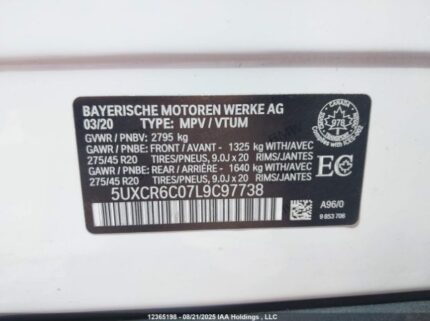 BAYERISCHE MOTOREN WERKE AG
03/20 TYPE: MPV / VTUM
GVWR / PNBV: 2795 kg
GAWR / PNBE: FRONT / AVANT - 1325 kg WITH/AVEC
275/45 R20 TIRES/PNEUS, 9.0J x 20 RIMS/JANTES
GAWR / PNBE: REAR / ARRIÈRE - 1640 kg WITH/AVEC
275/45 R20 TIRES/PNEUS, 9.0J x 20 RIMS/JANTES
5UXCR6C07L9C97738
CANADA
978
EC
A96/0
9 853 706
12365198 - 08/21/2025 IAA Holdings , LLC